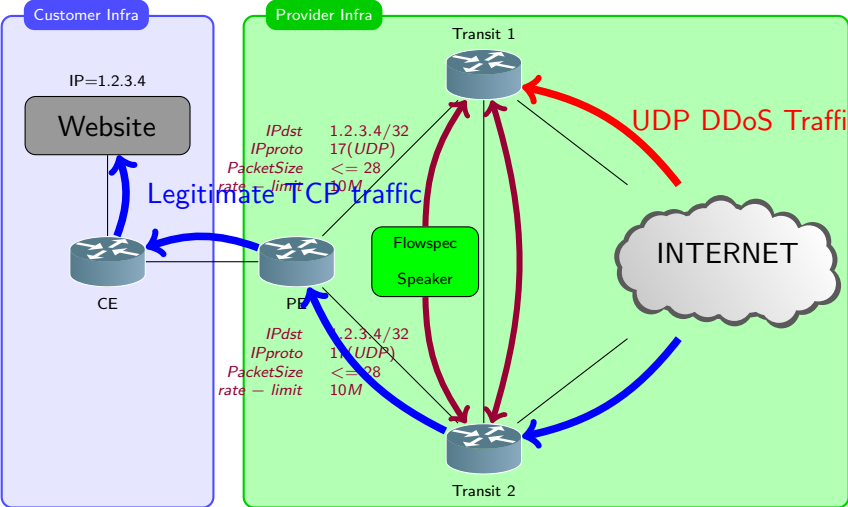 Customer Infra
Provider Infra
Transit 1
IP=1.2.3.4
Website
UDP DDoS Traffi
IPdst 1.2.3.4/32
IPproto 17(UDP)
PacketSize <= 28
rate − limit 10M
Legitimate TCP traffic
Flowspec
Speaker
INTERNET
CE
PE
IPdst 1.2.3.4/32
IPproto 17(UDP)
PacketSize <= 28
rate − limit 10M
Transit 2